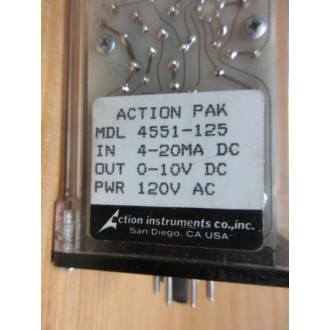 ACTION PAK
MDL 4551-125
IN 4-20MA DC
OUT 0-10V DC
PWR 120V AC
Action instruments co.,inc.
San Diego, CA USA